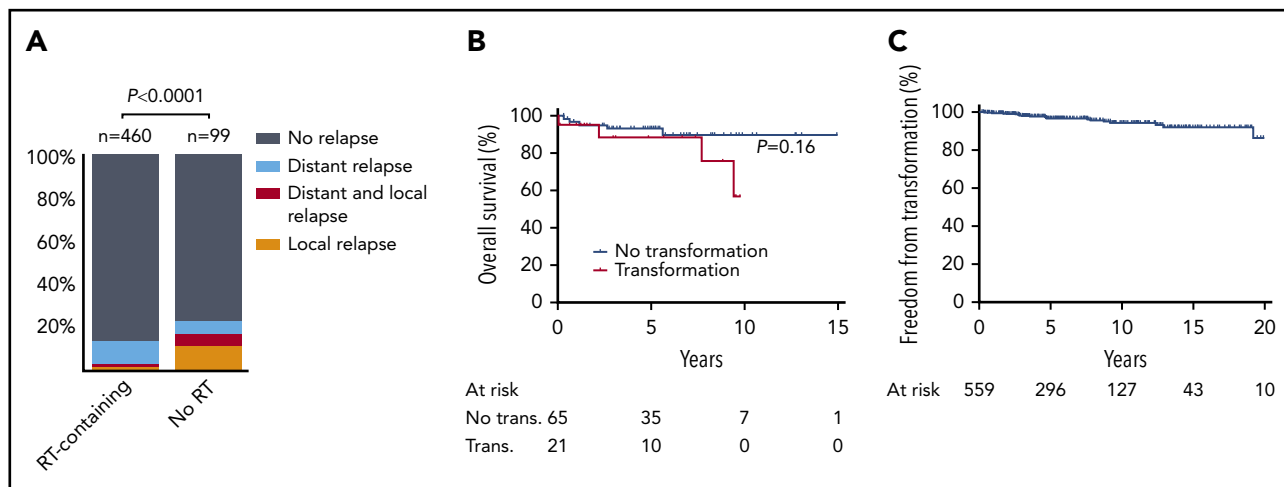 A
P<0.0001
n=460 n=99
No relapse
Distant relapse
Distant and local
relapse
Local relapse
100%
80%
60%
40%
20%
RT-containing
No RT
B
Overall survival (%)
100
80
60
40
20
0
P=0.16
No transformation
Transformation
0 5 10 15
Years
At risk
No trans. 65 35 7 1
Trans. 21 10 0 0
C
Freedom from transformation (%)
100
80
60
40
20
0
0 5 10 15 20
Years
At risk 559 296 127 43 10